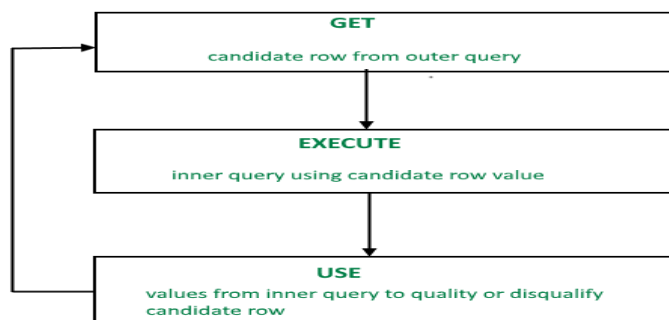 GET
candidate row from outer query
EXECUTE
inner query using candidate row value
USE
values from inner query to quality or disqualify
candidate row